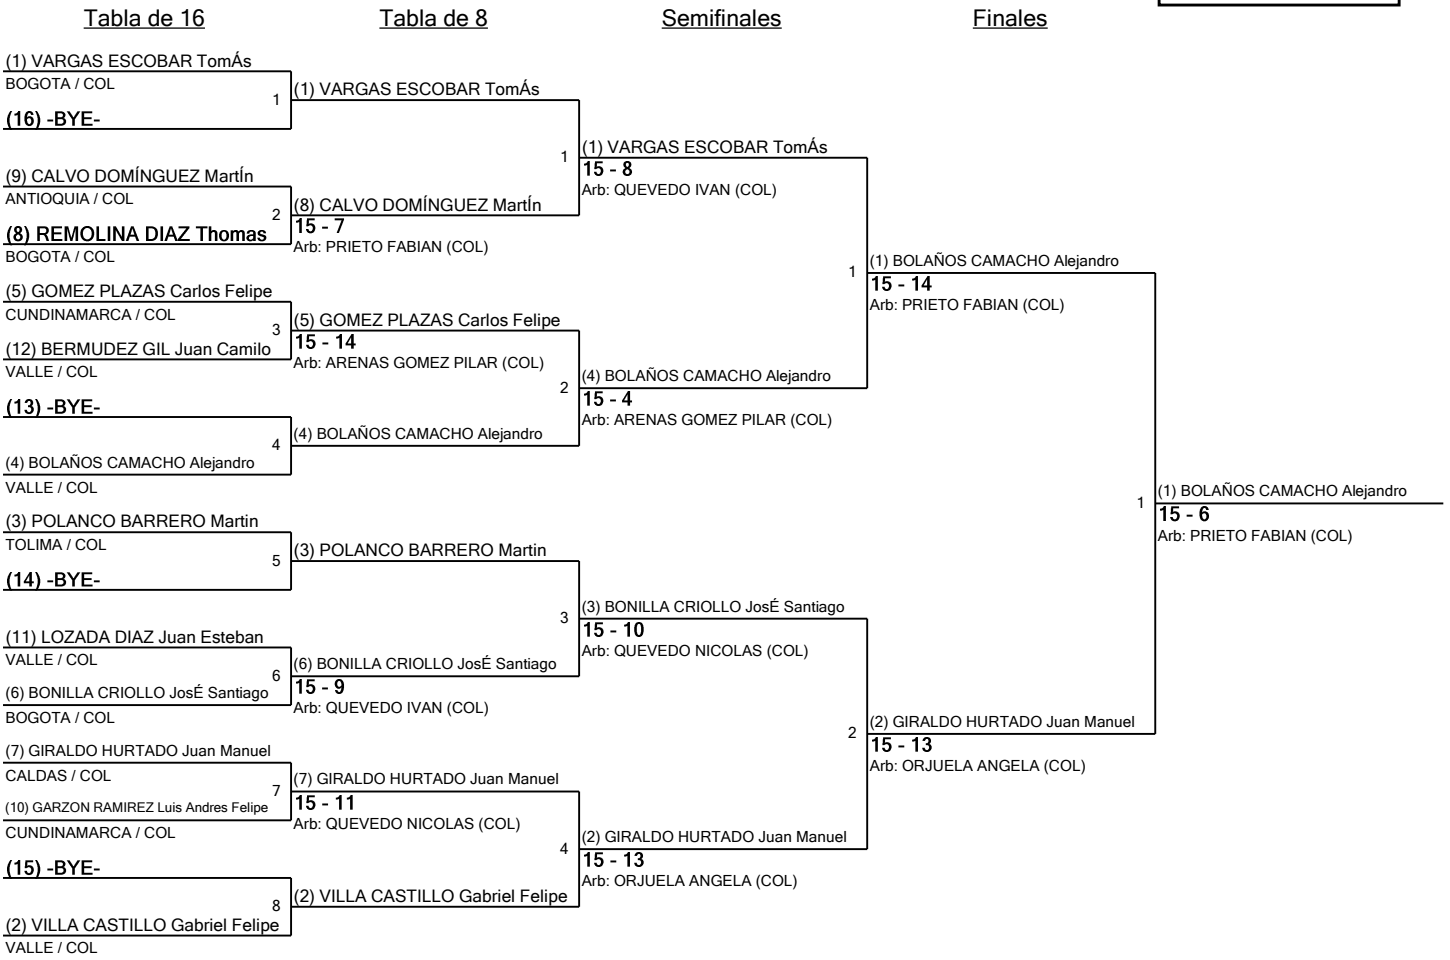 Tabla de 16
Tabla de 8
Semifinales
Finales
(1) VARGAS ESCOBAR TomÁs
BOGOTA / COL
1
(16) -BYE-
(9) CALVO DOMÍNGUEZ MartÍn
ANTIOQUIA / COL
2
(8) REMOLINA DIAZ Thomas
BOGOTA / COL
(5) GOMEZ PLAZAS Carlos Felipe
CUNDINAMARCA / COL
3
(12) BERMUDEZ GIL Juan Camilo
VALLE / COL
(13) -BYE-
4
(4) BOLAÑOS CAMACHO Alejandro
VALLE / COL
(3) POLANCO BARRERO Martin
TOLIMA / COL
5
(14) -BYE-
(11) LOZADA DIAZ Juan Esteban
VALLE / COL
6
(6) BONILLA CRIOLLO JosÉ Santiago
BOGOTA / COL
(7) GIRALDO HURTADO Juan Manuel
CALDAS / COL
7
(10) GARZON RAMIREZ Luis Andres Felipe
CUNDINAMARCA / COL
(15) -BYE-
8
(2) VILLA CASTILLO Gabriel Felipe
VALLE / COL
(1) VARGAS ESCOBAR TomÁs
1
(8) CALVO DOMÍNGUEZ MartÍn
15 - 7
Arb: PRIETO FABIAN (COL)
(5) GOMEZ PLAZAS Carlos Felipe
15 - 14
Arb: ARENAS GOMEZ PILAR (COL)
2
(4) BOLAÑOS CAMACHO Alejandro
(3) POLANCO BARRERO Martin
3
(6) BONILLA CRIOLLO JosÉ Santiago
15 - 9
Arb: QUEVEDO IVAN (COL)
(7) GIRALDO HURTADO Juan Manuel
15 - 11
Arb: QUEVEDO NICOLAS (COL)
4
(2) VILLA CASTILLO Gabriel Felipe
(1) VARGAS ESCOBAR TomÁs
15 - 8
Arb: QUEVEDO IVAN (COL)
1
(4) BOLAÑOS CAMACHO Alejandro
15 - 4
Arb: ARENAS GOMEZ PILAR (COL)
(3) BONILLA CRIOLLO JosÉ Santiago
15 - 10
Arb: QUEVEDO NICOLAS (COL)
2
(2) GIRALDO HURTADO Juan Manuel
15 - 13
Arb: ORJUELA ANGELA (COL)
(1) BOLAÑOS CAMACHO Alejandro
15 - 14
Arb: PRIETO FABIAN (COL)
1
(2) GIRALDO HURTADO Juan Manuel
15 - 13
Arb: ORJUELA ANGELA (COL)
(1) BOLAÑOS CAMACHO Alejandro
15 - 6
Arb: PRIETO FABIAN (COL)